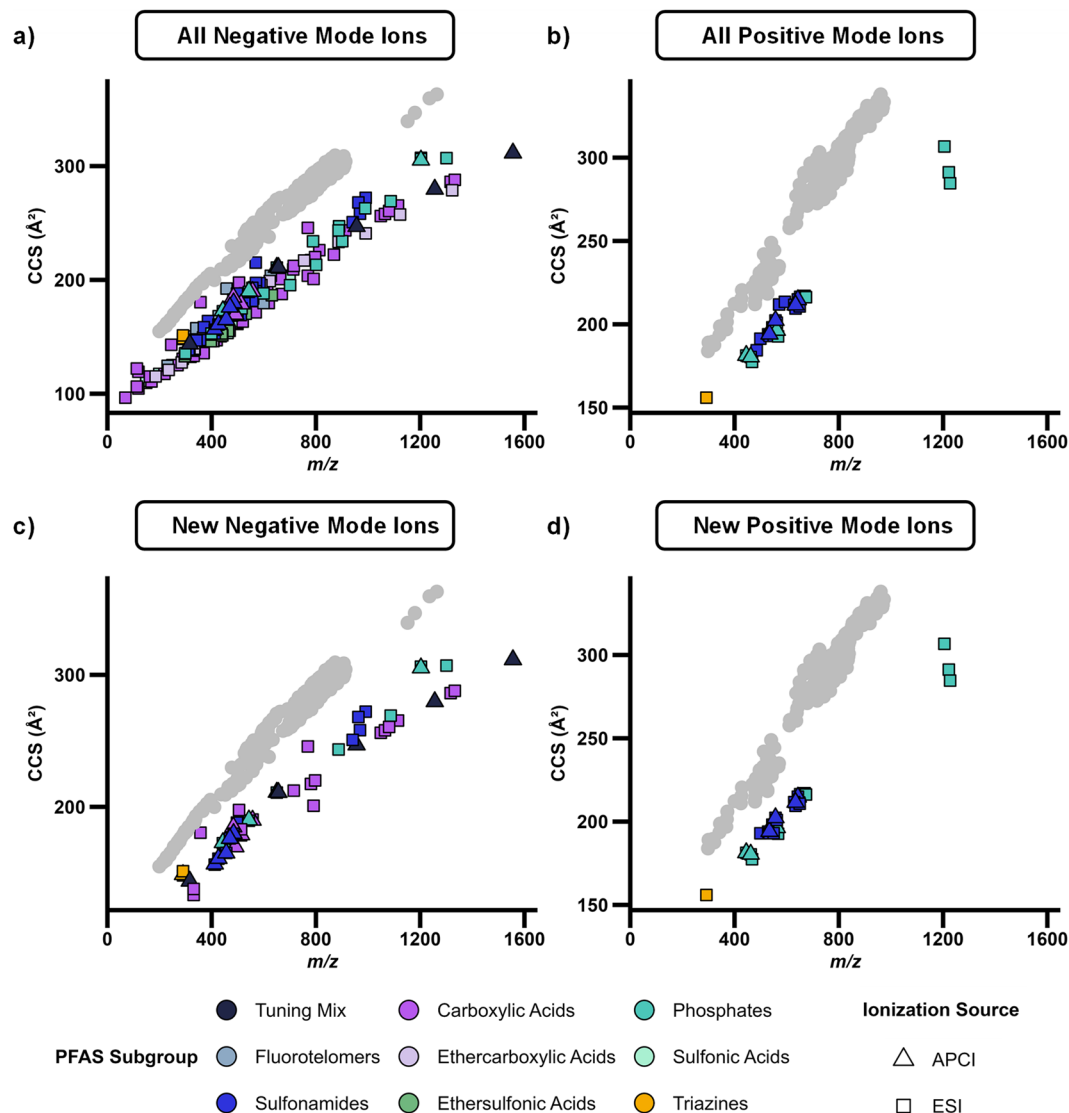 a) All Negative Mode Ions
b) All Positive Mode Ions
CCS (Å²)
300
200
100
0 400 800 1200 1600
m/z
CCS (Å²)
300
250
200
150
0 400 800 1200 1600
m/z
c) New Negative Mode Ions
d) New Positive Mode Ions
CCS (Å²)
300
200
0 400 800 1200 1600
m/z
CCS (Å²)
300
250
200
150
0 400 800 1200 1600
m/z
Tuning Mix Carboxylic Acids Phosphates Ionization Source
PFAS Subgroup Fluorotelomers Ethercarboxylic Acids Sulfonic Acids APCI
Sulfonamides Ethersulfonic Acids Triazines ESI